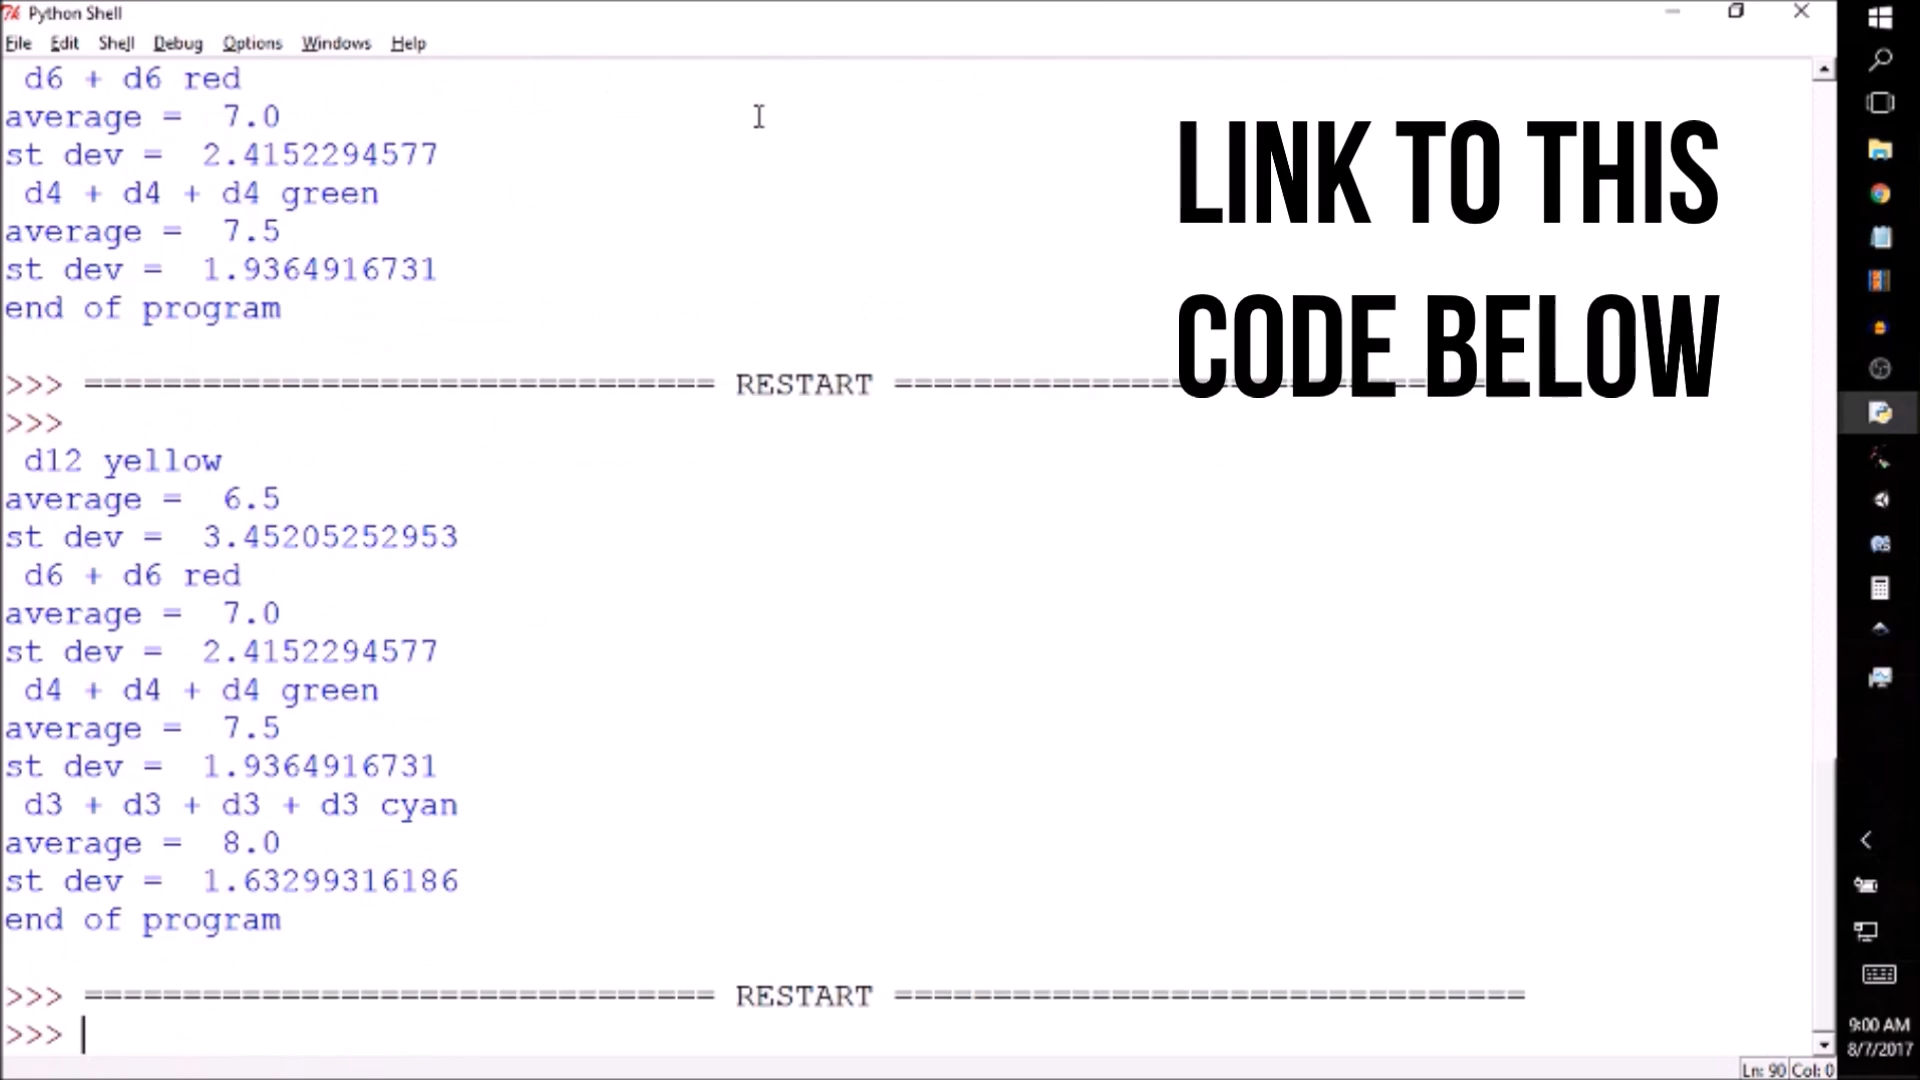 Python Shell
File Edit Shell Debug Options Windows Help
d6 + d6 red
average = 7.0
st dev = 2.4152294577
d4 + d4 + d4 green
average = 7.5
st dev = 1.9364916731
end of program
>>> ================================ RESTART ================================
>>>
d12 yellow
average = 6.5
st dev = 3.45205252953
d6 + d6 red
average = 7.0
st dev = 2.4152294577
d4 + d4 + d4 green
average = 7.5
st dev = 1.9364916731
d3 + d3 + d3 + d3 cyan
average = 8.0
st dev = 1.63299316186
end of program
>>> ================================ RESTART ================================
>>>
LINK TO THIS
CODE BELOW
Ln: 90 Col: 0
9:00 AM
8/7/2017